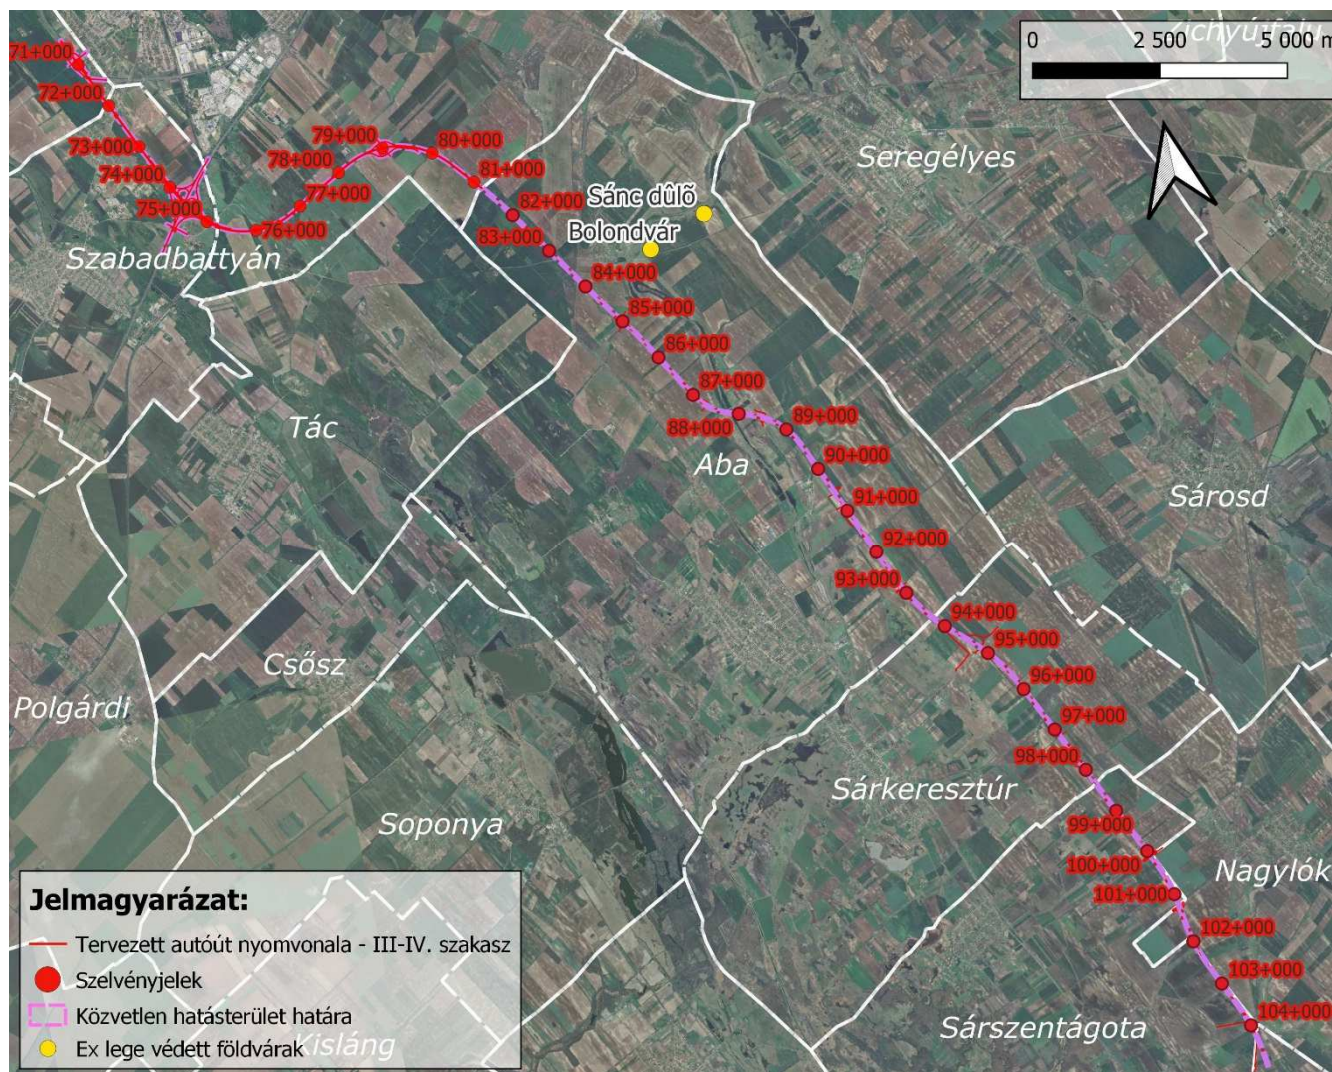 Zichyújfalu
0 2 500 5 000 m
71+000
72+000
73+000
74+000
75+000
76+000
77+000
78+000
79+000
80+000
81+000
82+000
83+000
84+000
85+000
86+000
87+000
88+000
89+000
90+000
91+000
92+000
93+000
94+000
95+000
96+000
97+000
98+000
99+000
100+000
101+000
102+000
103+000
104+000
Seregélyes
Sánc dûlõ
Bolondvár
Szabadbattyán
Tác
Aba
Sárosd
Csősz
Polgárdi
Sárkeresztúr
Soponya
Nagylók
Sárszentágota
Kisláng
Jelmagyarázat:
Tervezett autóút nyomvonala - III-IV. szakasz
Szelvényjelek
Közvetlen hatásterület határa
Ex lege védett földvárak